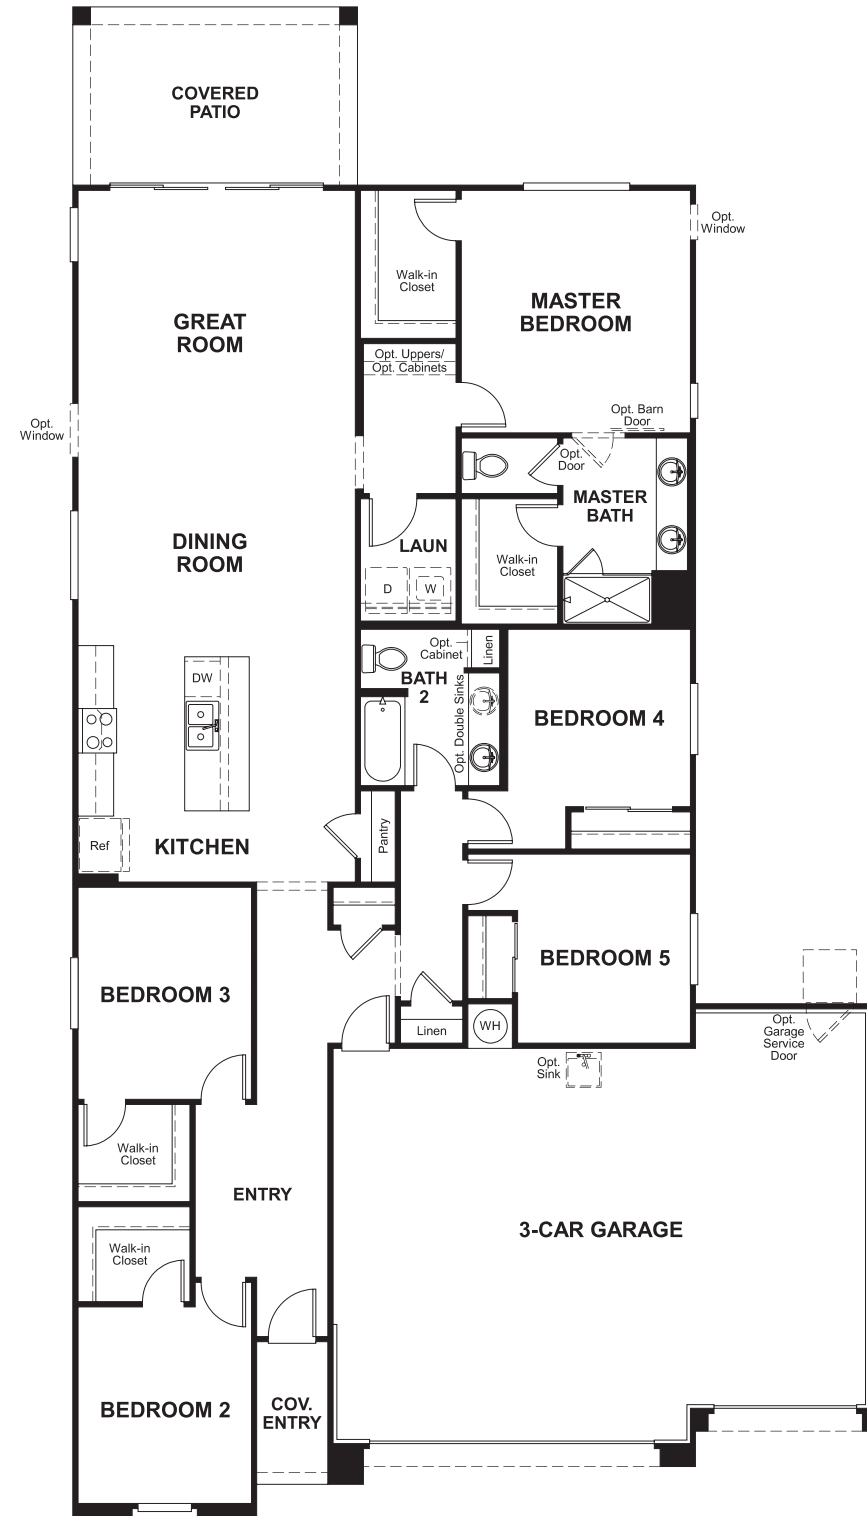 COVERED
PATIO
Opt.
Window
Walk-in
Closet
MASTER
BEDROOM
GREAT
ROOM
Opt. Uppers/
Opt. Cabinets
Opt. Barn
Door
Opt.
Window
Opt.
Door
MASTER
BATH
DINING
ROOM
LAUN
Walk-in
Closet
D
W
Opt.
Cabinet
Linen
DW
BATH
2
Opt. Double Sinks
BEDROOM 4
Ref
KITCHEN
Pantry
BEDROOM 5
BEDROOM 3
Linen
WH
Opt.
Garage
Service
Door
Opt.
Sink
Walk-in
Closet
ENTRY
3-CAR GARAGE
Walk-in
Closet
BEDROOM 2
COV.
ENTRY